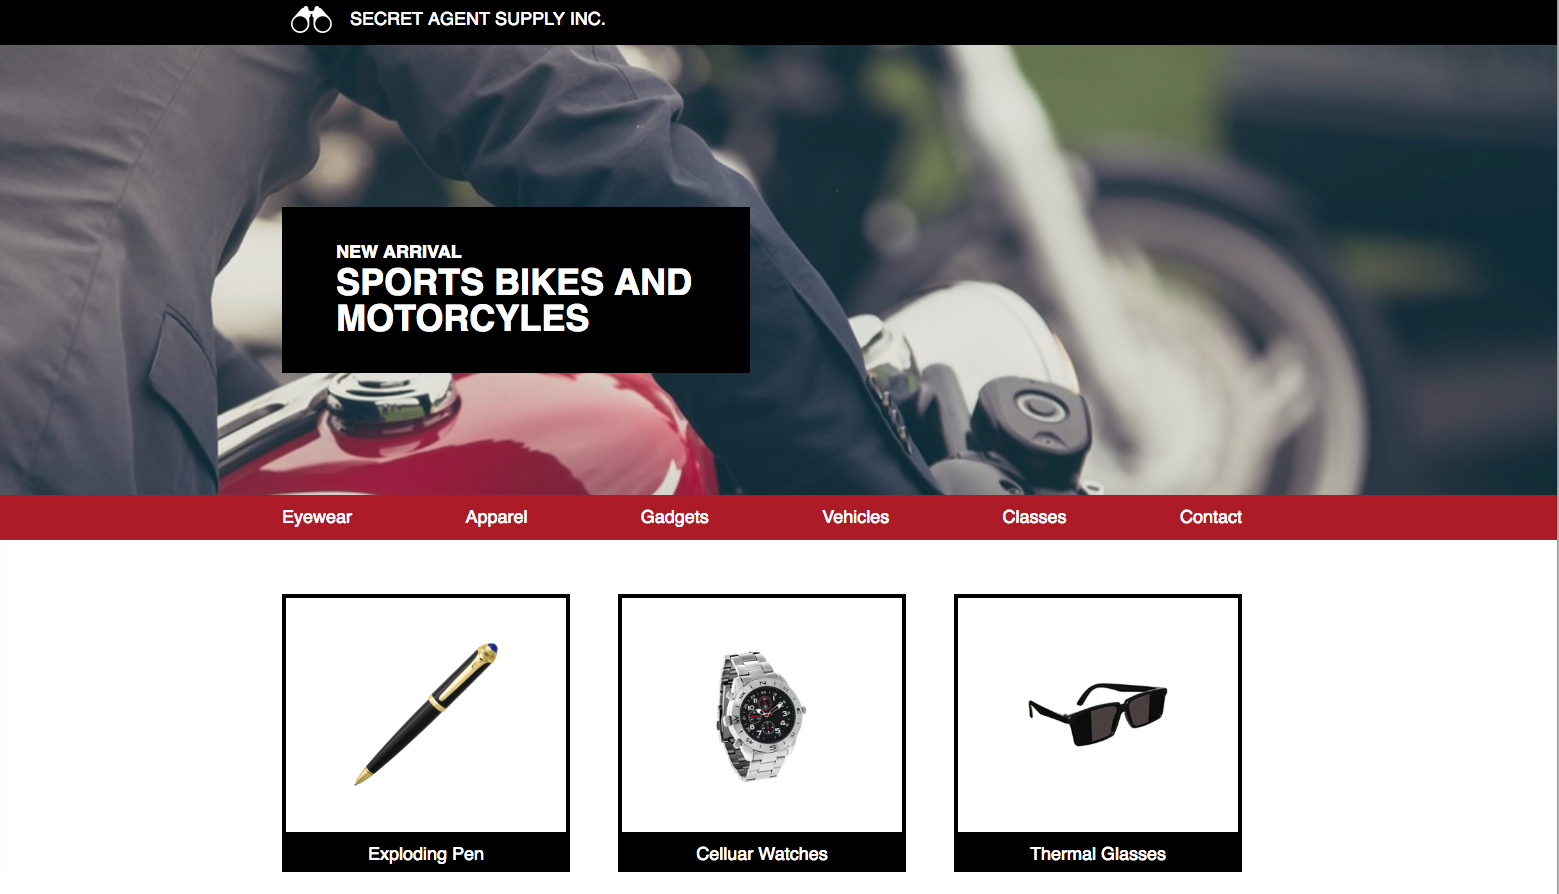 SECRET AGENT SUPPLY INC.
NEW ARRIVAL
SPORTS BIKES AND
MOTORCYLES
Eyewear Apparel Gadgets Vehicles Classes Contact
Exploding Pen Celluar Watches Thermal Glasses